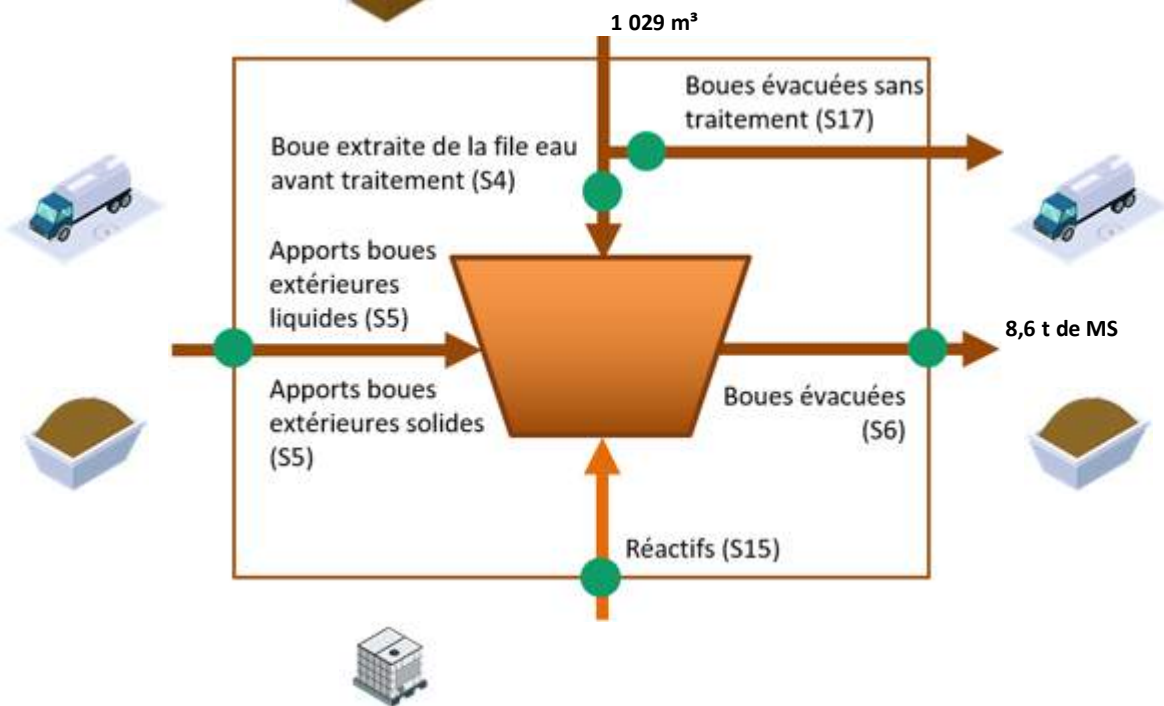 1 029 m³
Boues évacuées sans
traitement (S17)
Boue extraite de la file eau
avant traitement (S4)
Apports boues
extérieures
liquides (S5)
8,6 t de MS
Apports boues
extérieures solides
(S5)
Boues évacuées
(S6)
Réactifs (S15)